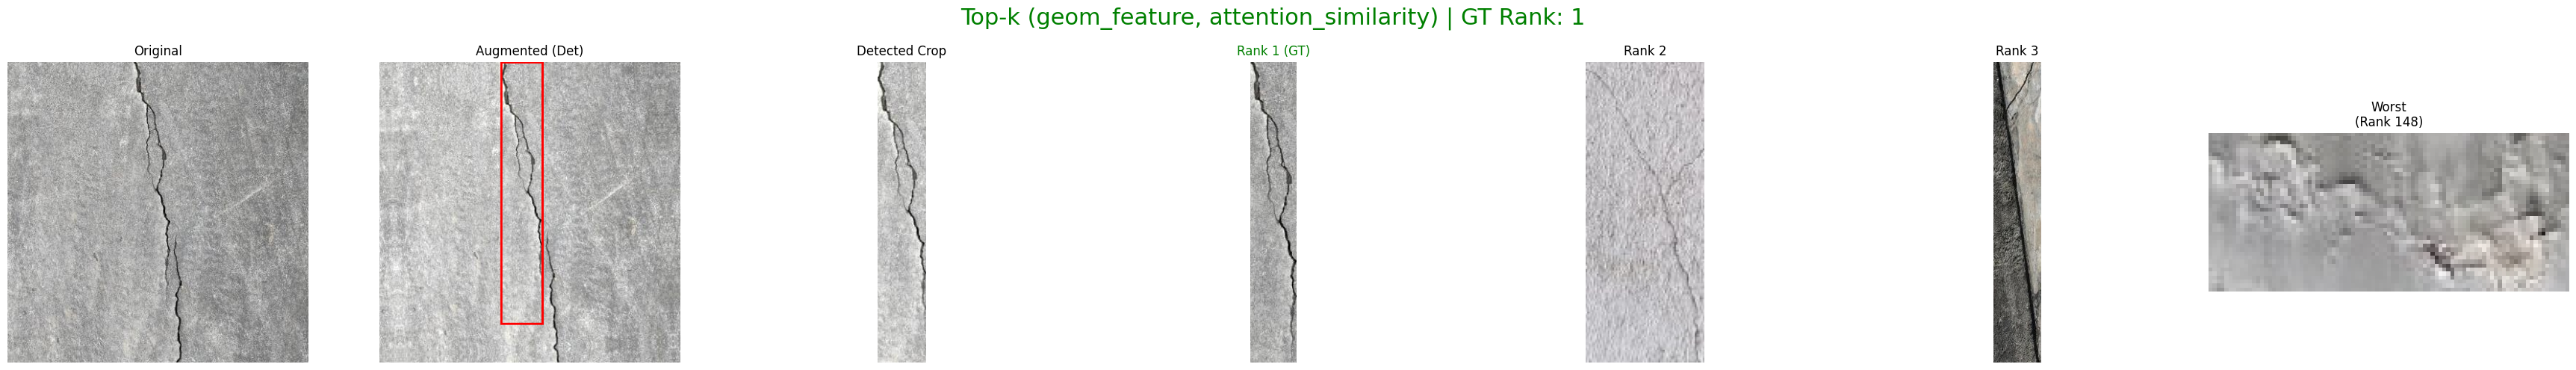 Top-k (geom_feature, attention_similarity) | GT Rank: 1
Original
Augmented (Det)
Detected Crop
Rank 1 (GT)
Rank 2
Rank 3
Worst
(Rank 148)